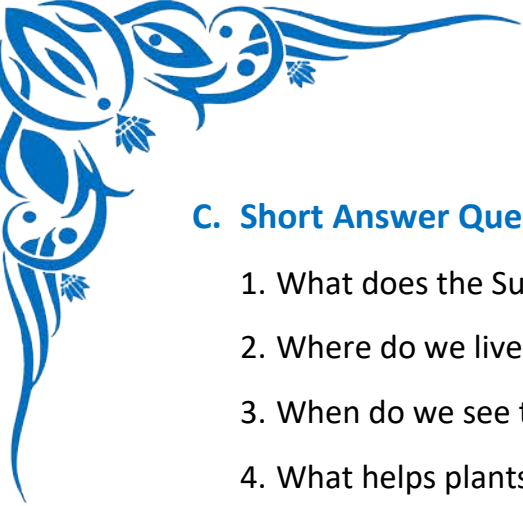 C. Short Answer Que
1. What does the Su
2. Where do we live
3. When do we see t
4. What helps plants